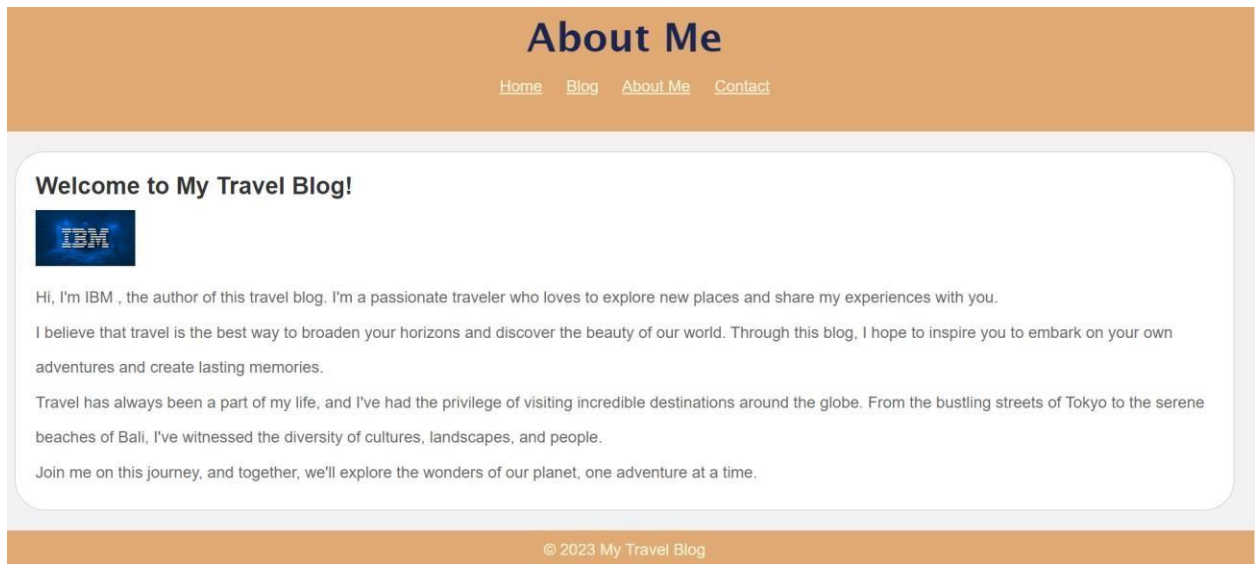 About Me
Home Blog About Me Contact
Welcome to My Travel Blog!
IBM
Hi, I'm IBM , the author of this travel blog. I'm a passionate traveler who loves to explore new places and share my experiences with you.
I believe that travel is the best way to broaden your horizons and discover the beauty of our world. Through this blog, I hope to inspire you to embark on your own
adventures and create lasting memories.
Travel has always been a part of my life, and I've had the privilege of visiting incredible destinations around the globe. From the bustling streets of Tokyo to the serene
beaches of Bali, I've witnessed the diversity of cultures, landscapes, and people.
Join me on this journey, and together, we'll explore the wonders of our planet, one adventure at a time.
© 2023 My Travel Blog